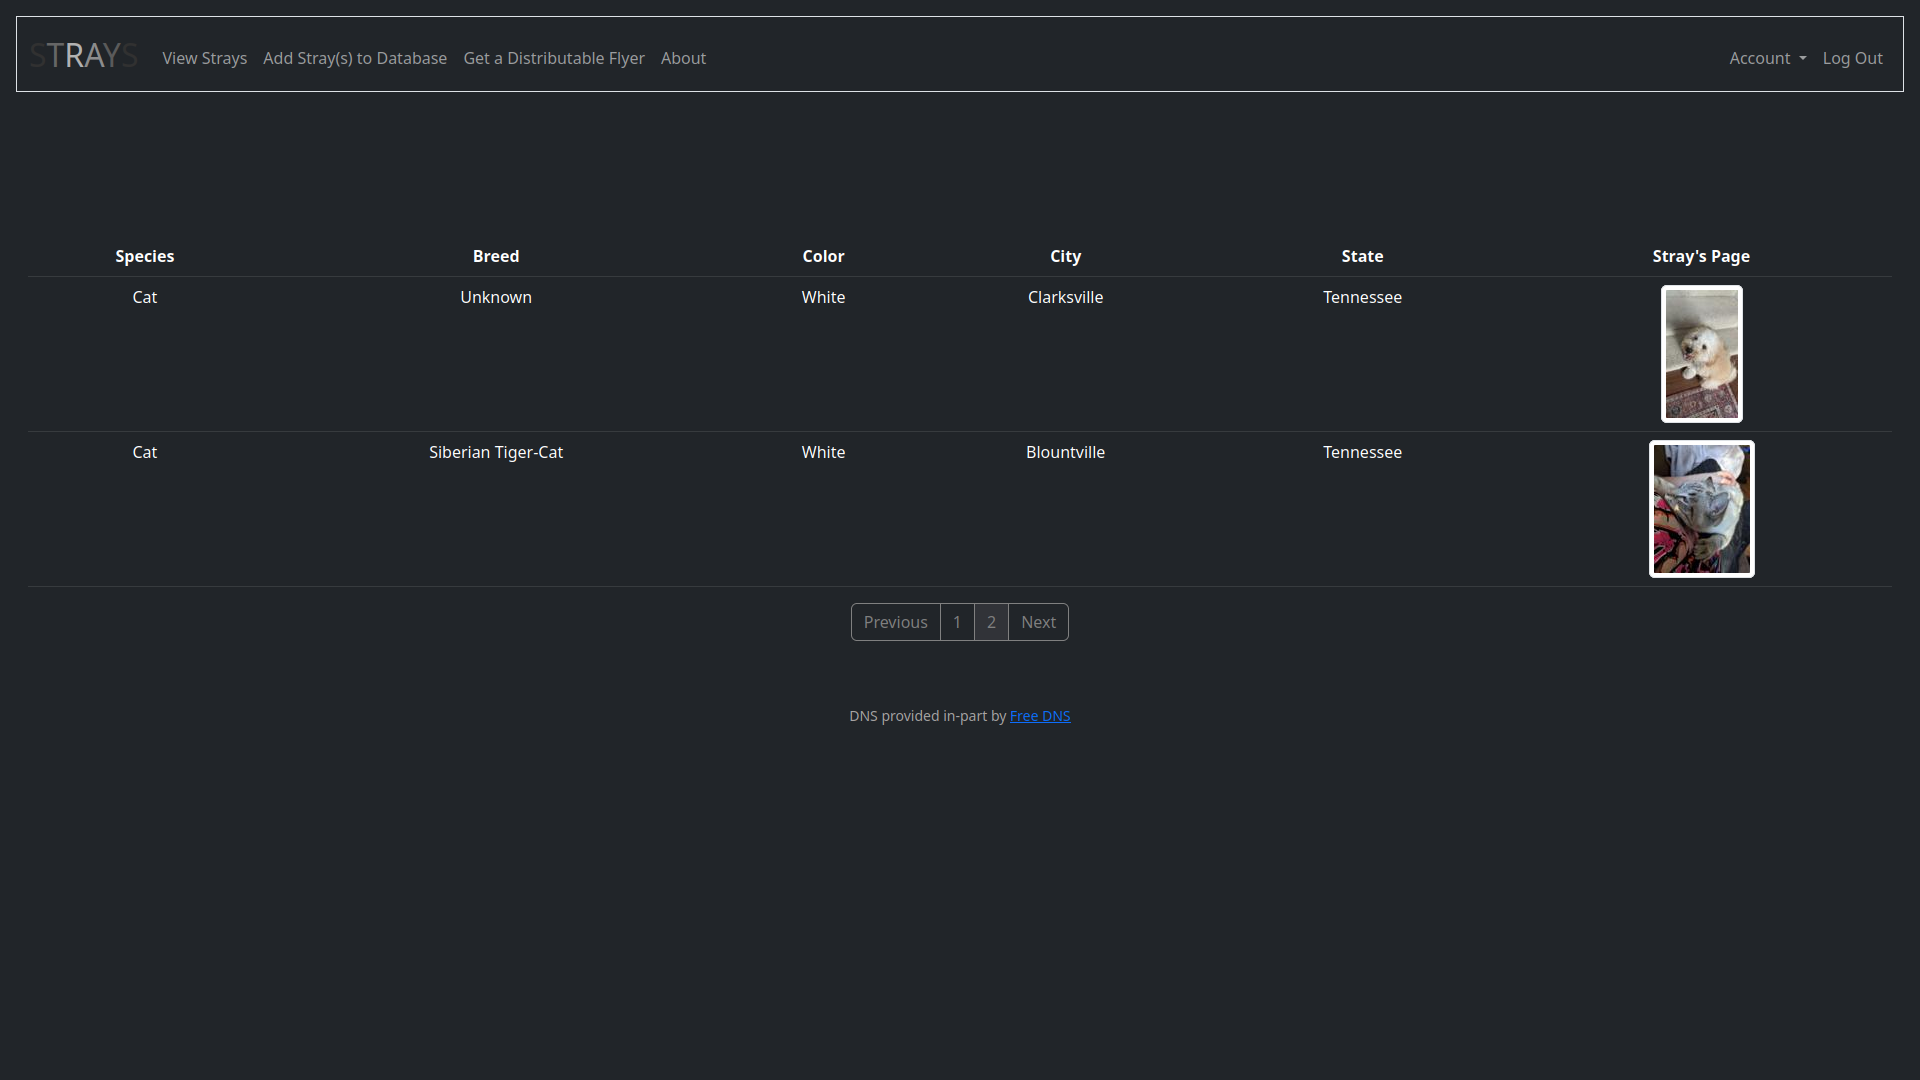 STRAYS View Strays Add Stray(s) to Database Get a Distributable Flyer About Account Log Out
Species Breed Color City State Stray's Page
Cat Unknown White Clarksville Tennessee
Cat Siberian Tiger-Cat White Blountville Tennessee
Previous 1 2 Next
DNS provided in-part by Free DNS